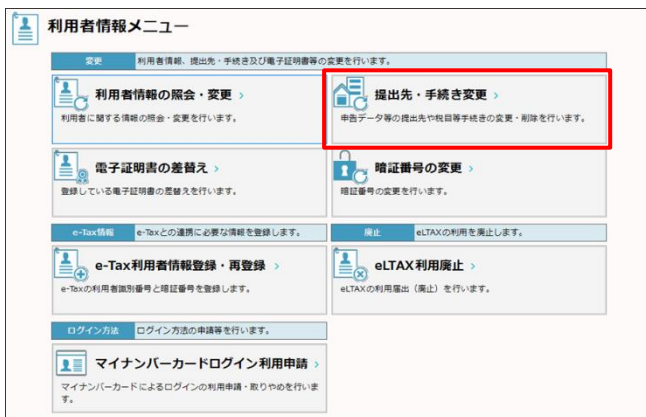 利用者情報メニュー
変更 利用者情報、提出先・手続き及び電子証明書等の変更を行います。
利用者情報の照会・変更 >
利用者に関する情報の照会・変更を行います。
提出先・手続き変更 >
申告データ等の提出先や税目等手続きの変更・削除を行います。
電子証明書の差替え >
登録している電子証明書の差替えを行います。
暗証番号の変更 >
暗証番号の変更を行います。
e-Tax情報 e-Taxとの連携に必要な情報を登録します。
e-Tax利用者情報登録・再登録 >
e-Taxの利用者識別番号と暗証番号を登録します。
廃止 eLTAXの利用を廃止します。
eLTAX利用廃止 >
eLTAXの利用届出（廃止）を行います。
ログイン方法 ログイン方法の申請等を行います。
マイナンバーカードログイン利用申請 >
マイナンバーカードによるログインの利用申請・取りやめを行いま
す。